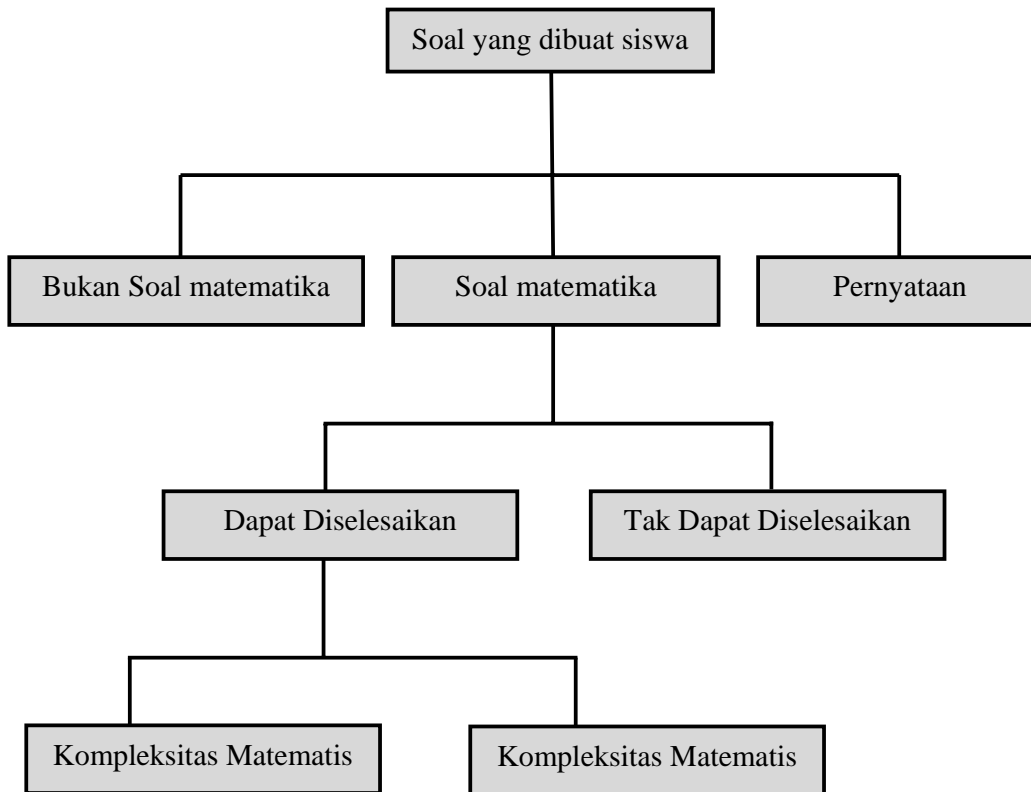 Soal yang dibuat siswa
Bukan Soal matematika
Soal matematika
Pernyataan
Dapat Diselesaikan
Tak Dapat Diselesaikan
Kompleksitas Matematis
Kompleksitas Matematis